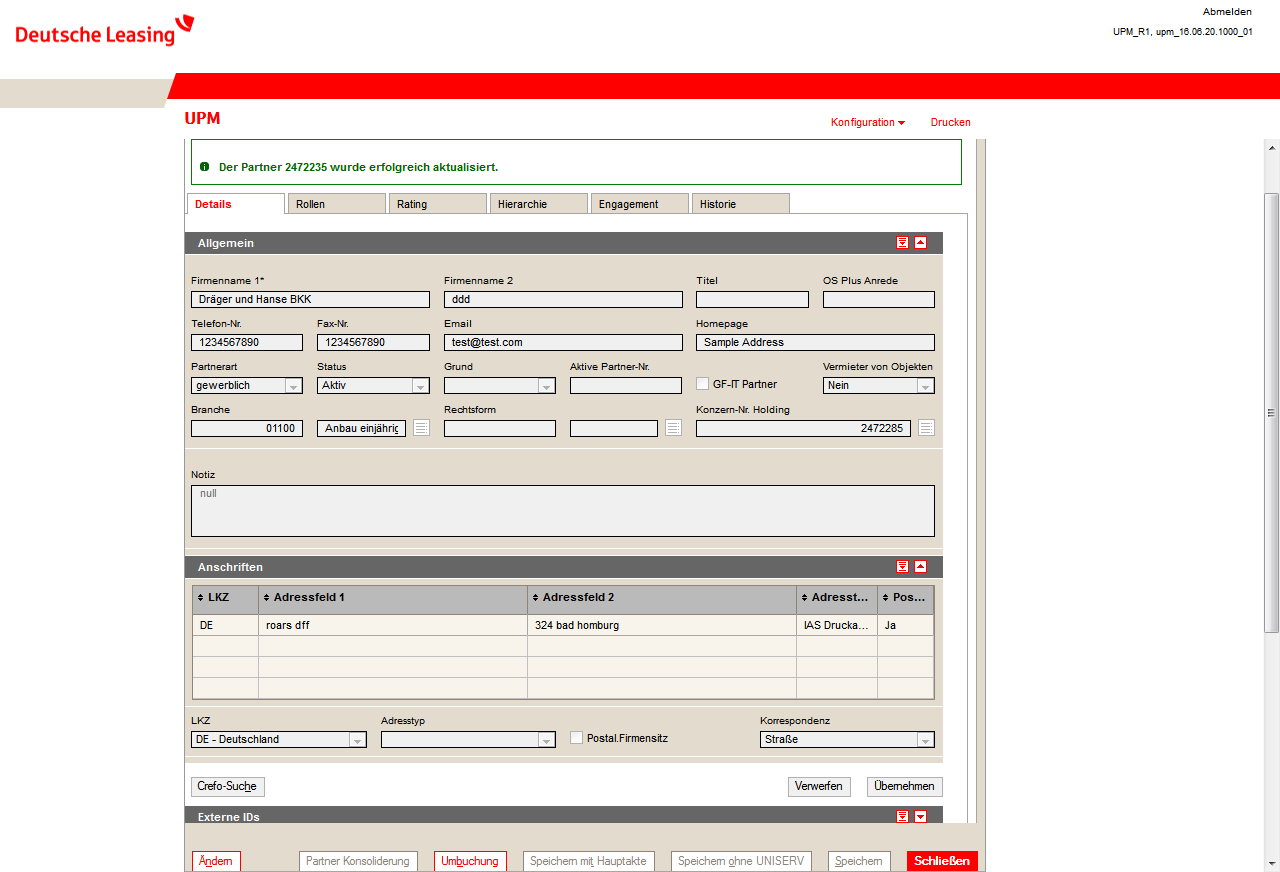 Deutsche Leasing
Abmelden
UPM_R1, upm_16.06.20.1000_01
UPM
Konfiguration
Drucken
Der Partner 2472235 wurde erfolgreich aktualisiert.
Details Rollen Rating Hierarchie Engagement Historie
Allgemein
Firmenname 1* Firmenname 2 Titel OS Plus Anrede
Dräger und Hanse BKK ddd
Telefon-Nr. Fax-Nr. Email Homepage
1234567890 1234567890 test@test.com Sample Address
Partnerart Status Grund Aktive Partner-Nr. Vermieter von Objekten
gewerblich Aktiv GF-IT Partner Nein
Branche Rechtsform Konzern-Nr. Holding
01100 Anbau einjährig 2472285
Notiz
null
Anschriften
LKZ Adressfeld 1 Adressfeld 2 Adresst... Pos...
DE roars dff 324 bad homburg IAS Drucka... Ja
LKZ Adresstyp Korrespondenz
DE - Deutschland Postal.Firmensitz Straße
Crefo-Suche Verwerfen Übernehmen
Externe IDs
Ändern Partner Konsolidierung Umbuchung Speichern mit Hauptakte Speichern ohne UNISERV Speichern Schließen